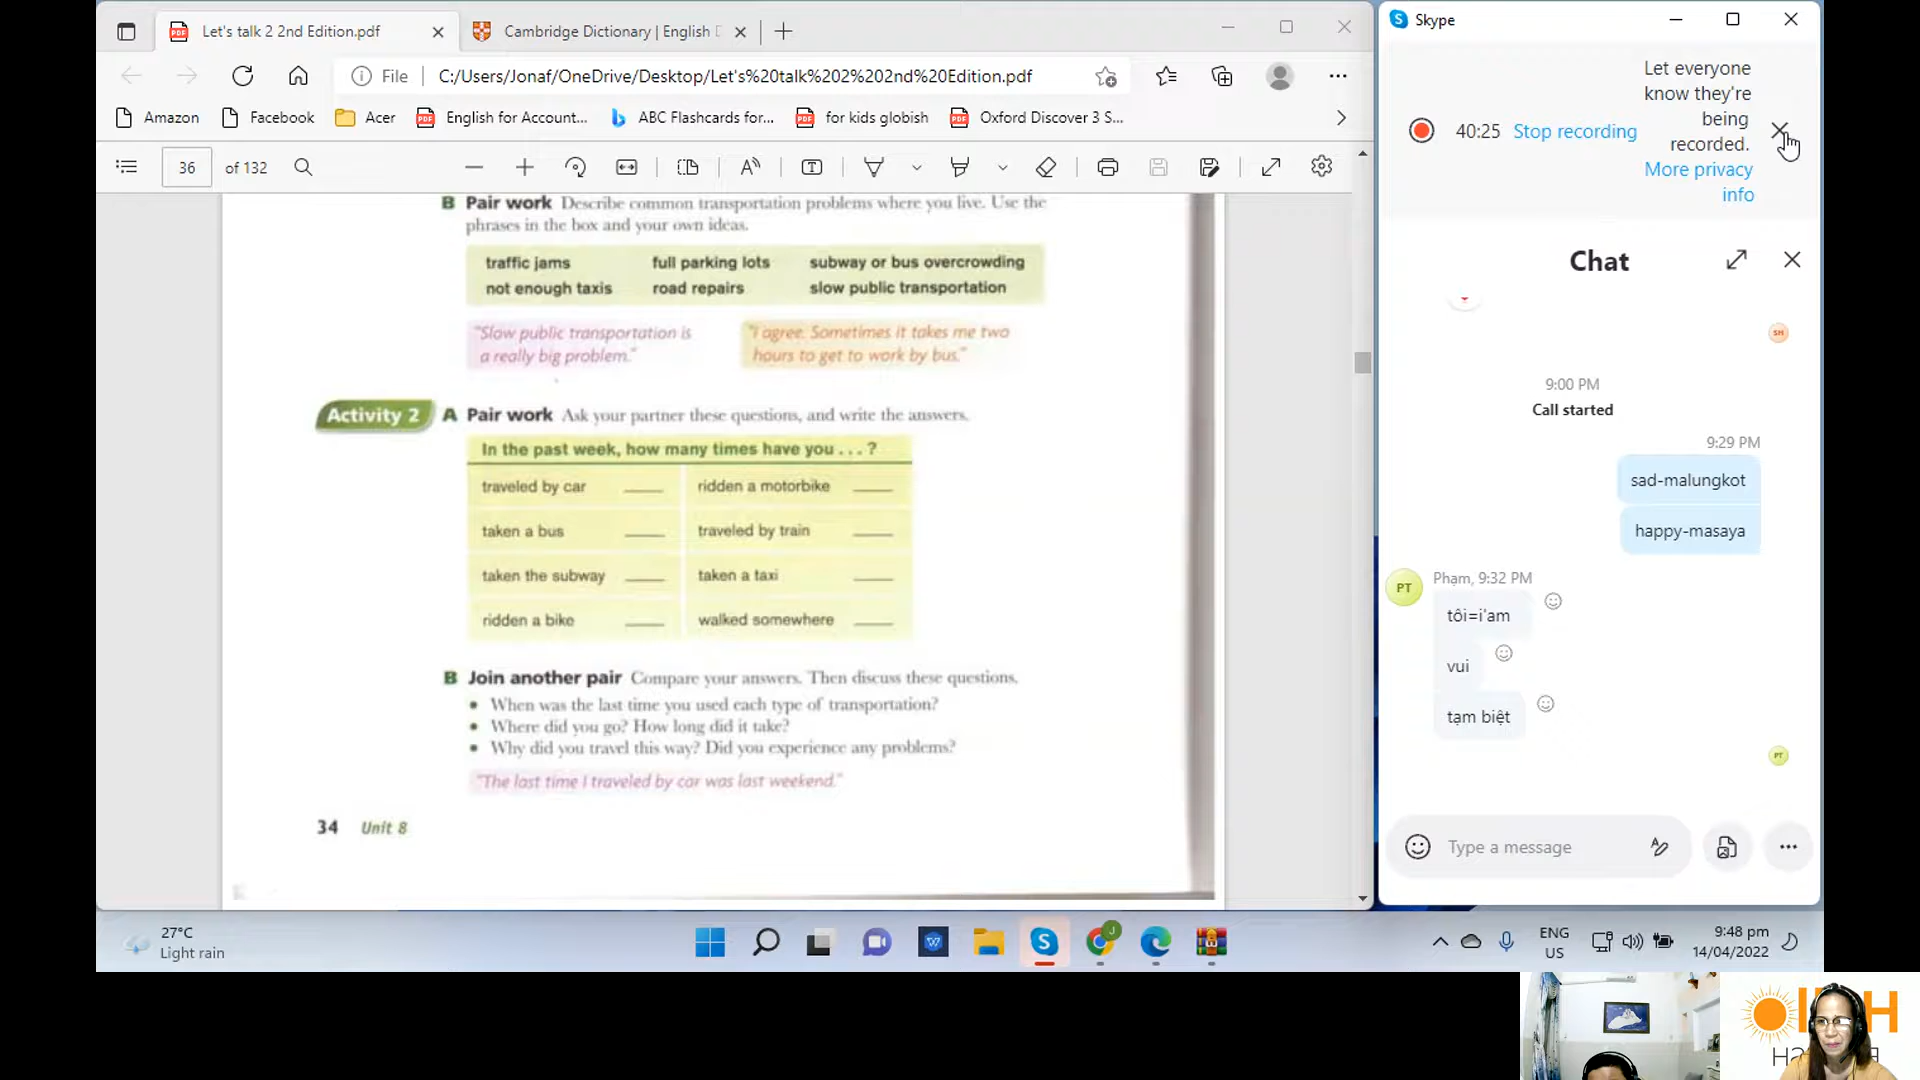 Let's talk 2 2nd Edition.pdf
Cambridge Dictionary | English D
File
C:/Users/Jonaf/OneDrive/Desktop/Let's%20talk%202%202nd%20Edition.pdf
Amazon
Facebook
Acer
English for Account...
ABC Flashcards for...
for kids globish
Oxford Discover 3 S...
36
of 132
B Pair work Describe common transportation problems where you live. Use the
phrases in the box and your own ideas.
traffic jams full parking lots subway or bus overcrowding
not enough taxis road repairs slow public transportation
"Slow public transportation is
a really big problem."
"I agree. Sometimes it takes me two
hours to get to work by bus."
Activity 2 A Pair work Ask your partner these questions, and write the answers.
In the past week, how many times have you . . . ?
traveled by car ____ ridden a motorbike ____
taken a bus ____ traveled by train ____
taken the subway ____ taken a taxi ____
ridden a bike ____ walked somewhere ____
B Join another pair Compare your answers. Then discuss these questions.
• When was the last time you used each type of transportation?
• Where did you go? How long did it take?
• Why did you travel this way? Did you experience any problems?
"The last time I traveled by car was last weekend."
34 Unit 8
Skype
40:25
Stop recording
Let everyone
know they're
being
recorded.
More privacy
info
Chat
SH
9:00 PM
Call started
9:29 PM
sad-malungkot
happy-masaya
PT
Phạm, 9:32 PM
tôi=i'am
vui
tạm biệt
PT
Type a message
27°C
Light rain
ENG
US
9:48 pm
14/04/2022